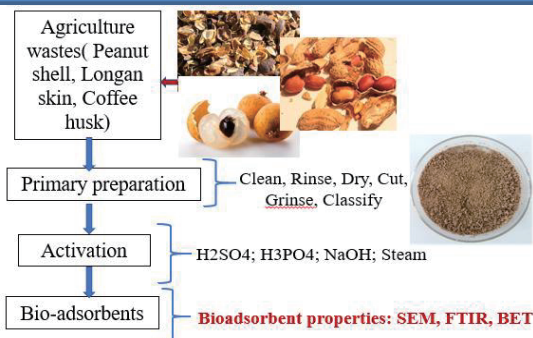 Agriculture
wastes( Peanut
shell, Longan
skin, Coffee
husk)
Primary preparation
Clean, Rinse, Dry, Cut,
Grinse, Classify
Activation
H2SO4; H3PO4; NaOH; Steam
Bio-adsorbents
Bioadsorbent properties: SEM, FTIR, BET